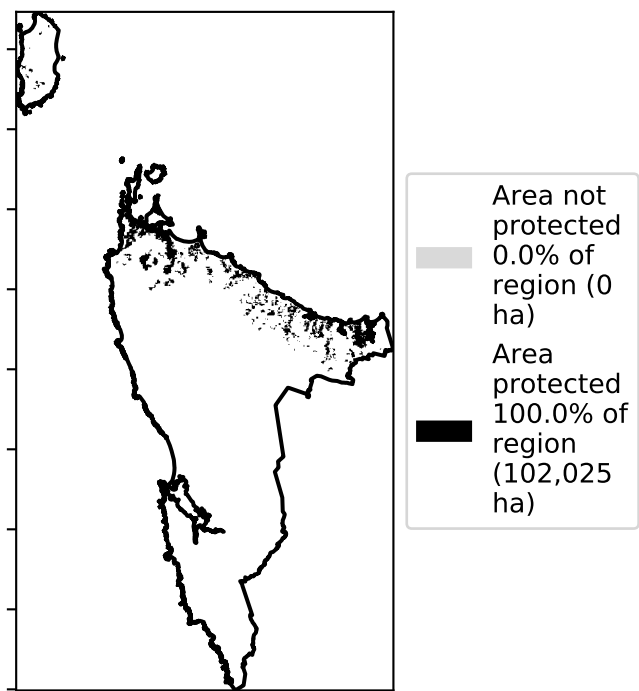 Area not
protected
0.0% of
region (0
ha)
Area
protected
100.0% of
region
(102,025
ha)